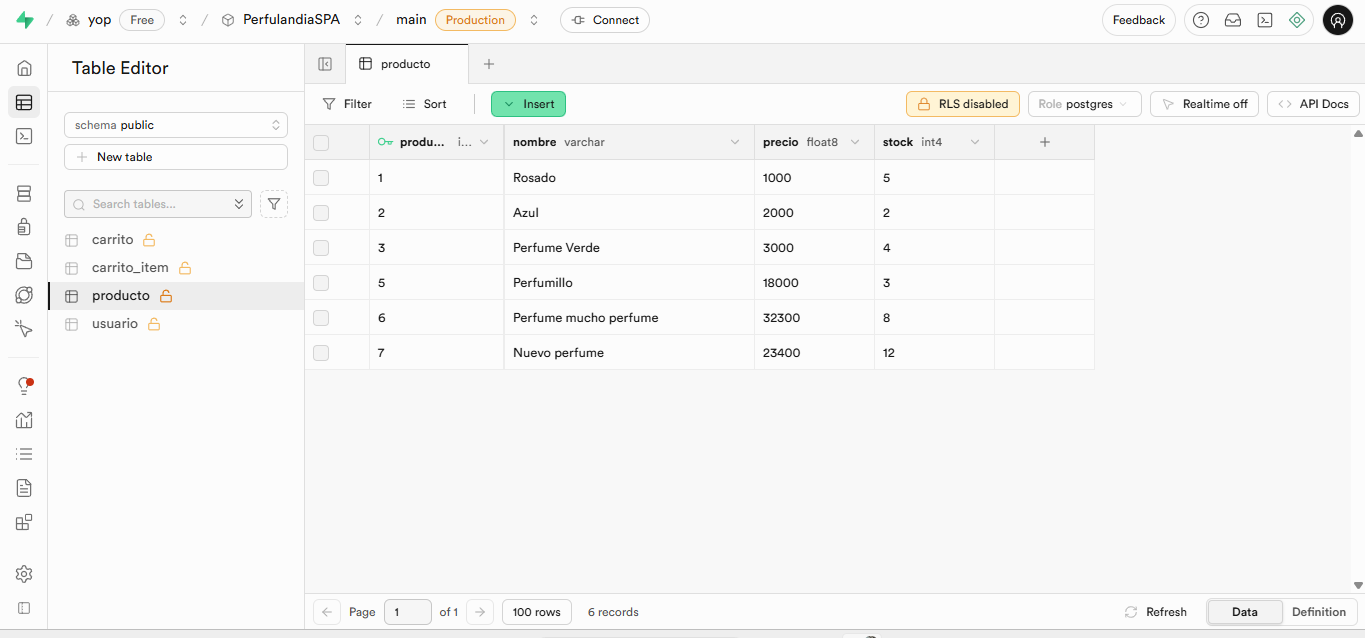 yop Free PerfulandiaSPA main Production Connect Feedback
Table Editor
producto
schema public
New table
Search tables...
carrito
carrito_item
producto
usuario
Filter Sort Insert RLS disabled Role postgres Realtime off API Docs
produ... i... nombre varchar precio float8 stock int4
1 Rosado 1000 5
2 Azul 2000 2
3 Perfume Verde 3000 4
5 Perfumillo 18000 3
6 Perfume mucho perfume 32300 8
7 Nuevo perfume 23400 12
Page 1 of 1 100 rows 6 records Refresh Data Definition